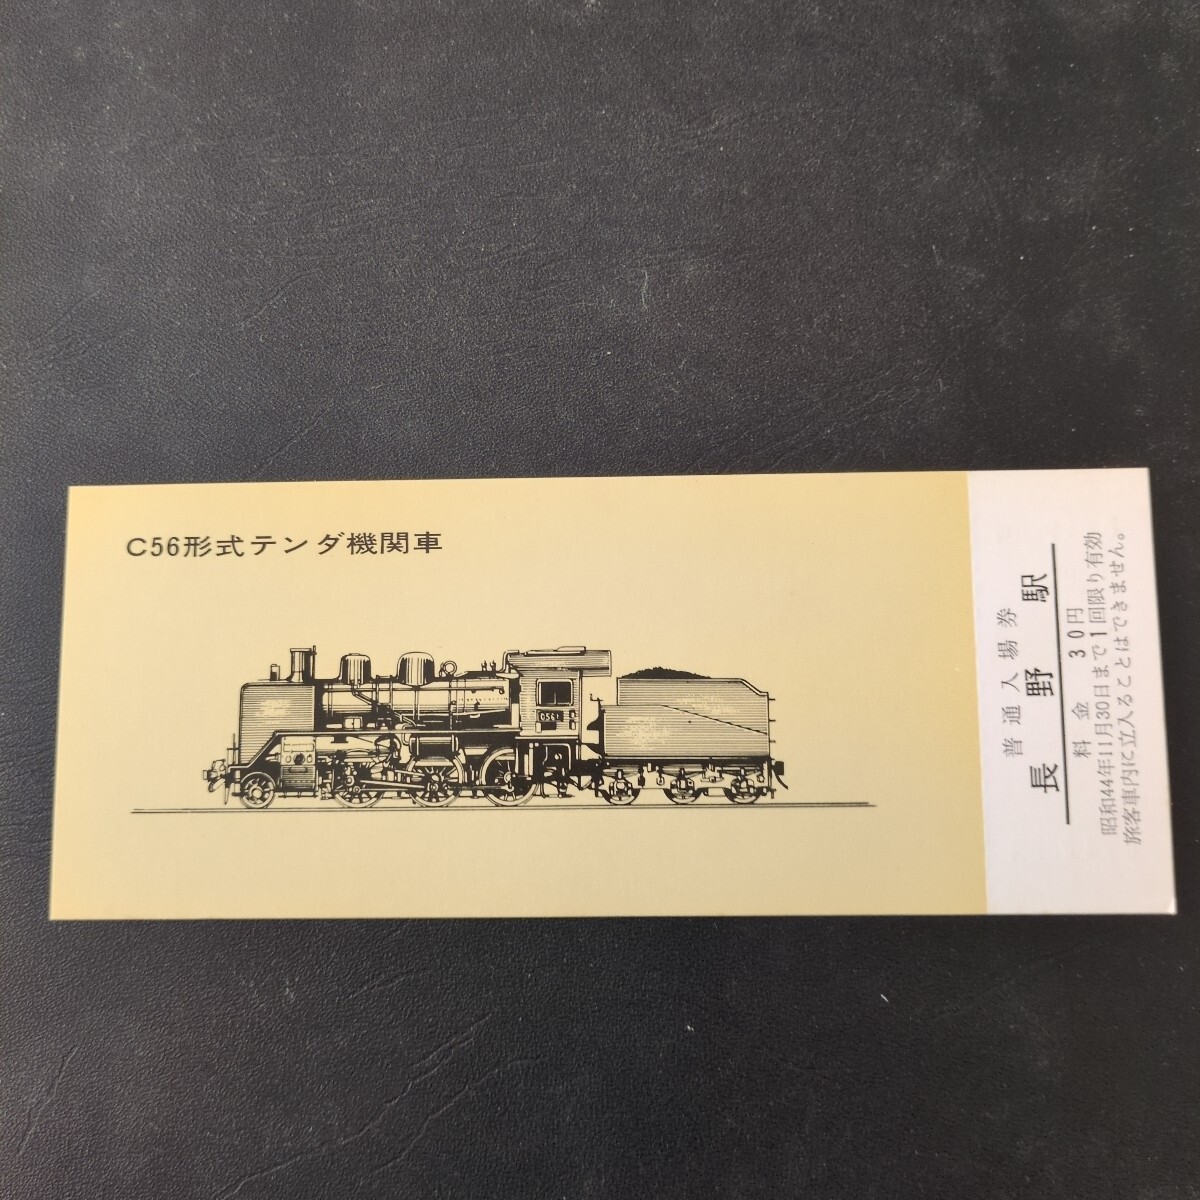 C56形式テンダ機関車
C561
普通入場券
長野駅
料金 30円
昭和44年11月30日まで1回限り有効
旅客車内に立入ることはできません。